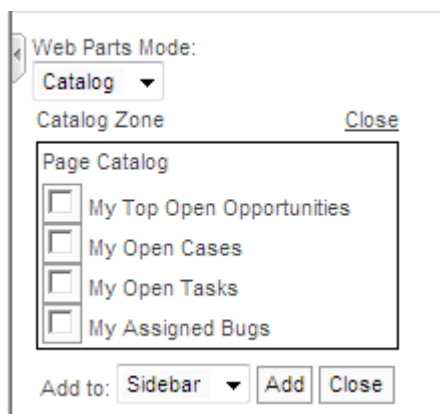 Web Parts Mode:
Catalog
Catalog Zone Close
Page Catalog
My Top Open Opportunities
My Open Cases
My Open Tasks
My Assigned Bugs
Add to: Sidebar Add Close